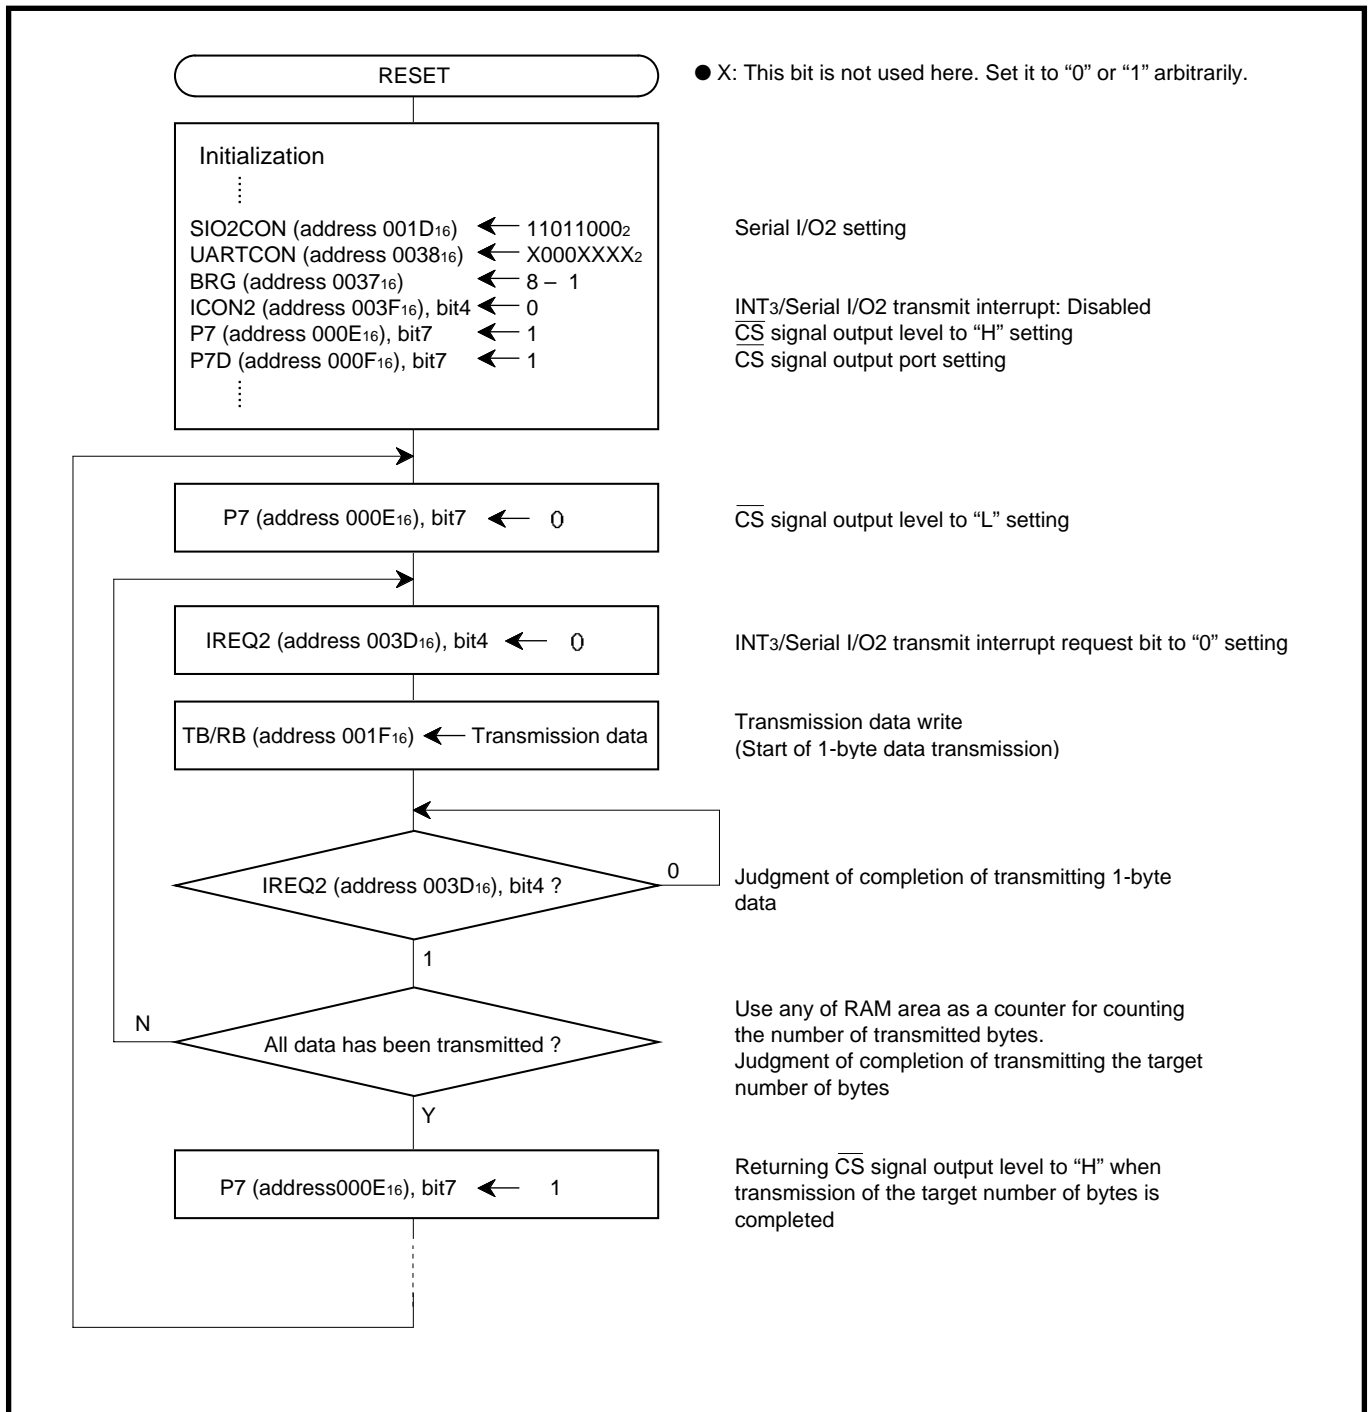 RESET
● X: This bit is not used here. Set it to “0” or “1” arbitrarily.
Initialization
SIO2CON (address 001D16) ← 110110002
Serial I/O2 setting
UARTCON (address 003816) ← X000XXXX2
BRG (address 003716) ← 8 – 1
ICON2 (address 003F16), bit4 ← 0
INT3/Serial I/O2 transmit interrupt: Disabled
P7 (address 000E16), bit7 ← 1
C̅S̅ signal output level to “H” setting
P7D (address 000F16), bit7 ← 1
C̅S̅ signal output port setting
P7 (address 000E16), bit7 ← 0
C̅S̅ signal output level to “L” setting
IREQ2 (address 003D16), bit4 ← 0
INT3/Serial I/O2 transmit interrupt request bit to “0” setting
TB/RB (address 001F16) ← Transmission data
Transmission data write
(Start of 1-byte data transmission)
IREQ2 (address 003D16), bit4 ?
0
Judgment of completion of transmitting 1-byte
data
1
All data has been transmitted ?
N
Use any of RAM area as a counter for counting
the number of transmitted bytes.
Judgment of completion of transmitting the target
number of bytes
Y
P7 (address000E16), bit7 ← 1
Returning C̅S̅ signal output level to “H” when
transmission of the target number of bytes is
completed